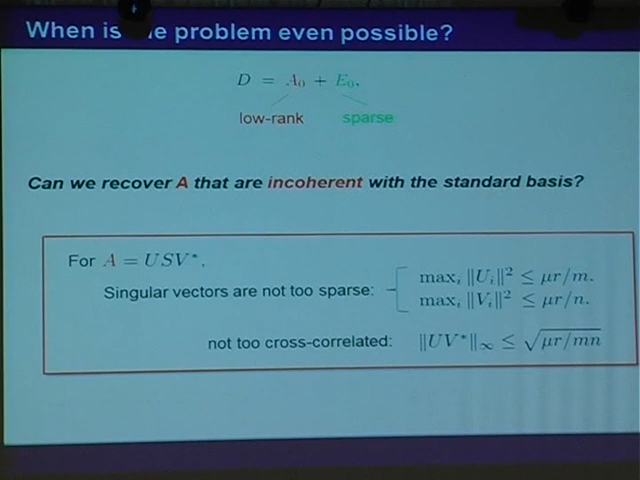 When is e problem even possible?
D = A₀ + E₀.
low-rank sparse
Can we recover A that are incoherent with the standard basis?
For A = USV*,
Singular vectors are not too sparse: maxᵢ ‖Uᵢ‖² ≤ μr/m.
maxᵢ ‖Vᵢ‖² ≤ μr/n.
not too cross-correlated: ‖UV*‖∞ ≤ √μr/mn